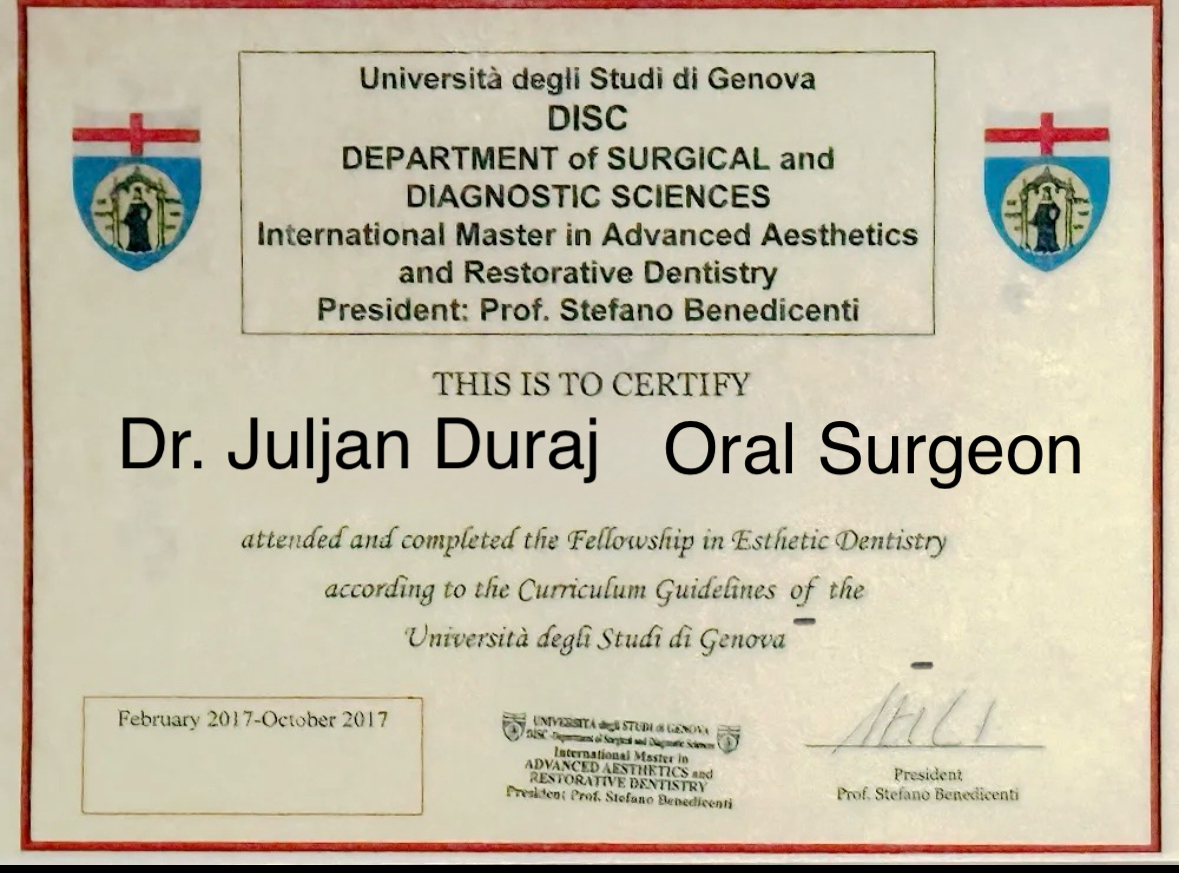 Università degli Studi di Genova
DISC
DEPARTMENT of SURGICAL and
DIAGNOSTIC SCIENCES
International Master in Advanced Aesthetics
and Restorative Dentistry
President: Prof. Stefano Benedicenti
THIS IS TO CERTIFY
Dr. Juljan Duraj Oral Surgeon
attended and completed the Fellowship in Esthetic Dentistry
according to the Curriculum Guidelines of the
Università degli Studi di Genova
February 2017-October 2017
UNIVERSITÀ degli STUDI di GENOVA
DISC -Department of Surgical and Diagnostic Sciences
International Master in
ADVANCED AESTHETICS and
RESTORATIVE DENTISTRY
President Prof. Stefano Benedicenti
President
Prof. Stefano Benedicenti